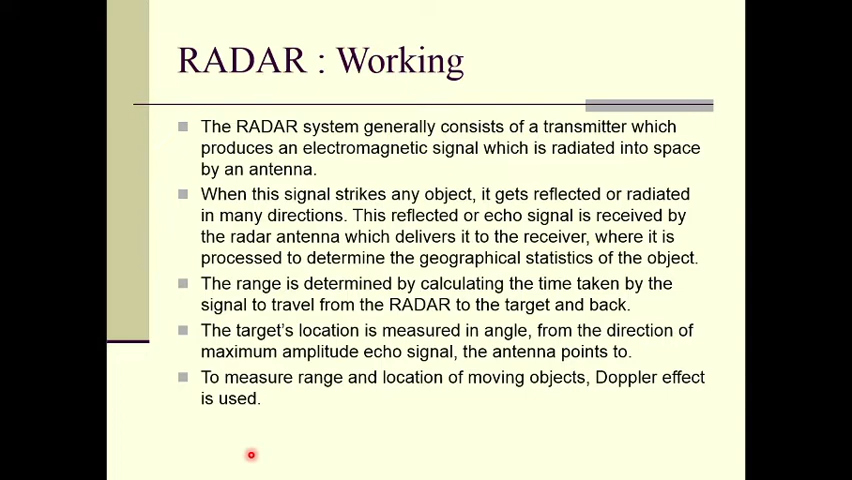 RADAR : Working
The RADAR system generally consists of a transmitter which
produces an electromagnetic signal which is radiated into space
by an antenna.
When this signal strikes any object, it gets reflected or radiated
in many directions. This reflected or echo signal is received by
the radar antenna which delivers it to the receiver, where it is
processed to determine the geographical statistics of the object.
The range is determined by calculating the time taken by the
signal to travel from the RADAR to the target and back.
The target's location is measured in angle, from the direction of
maximum amplitude echo signal, the antenna points to.
To measure range and location of moving objects, Doppler effect
is used.